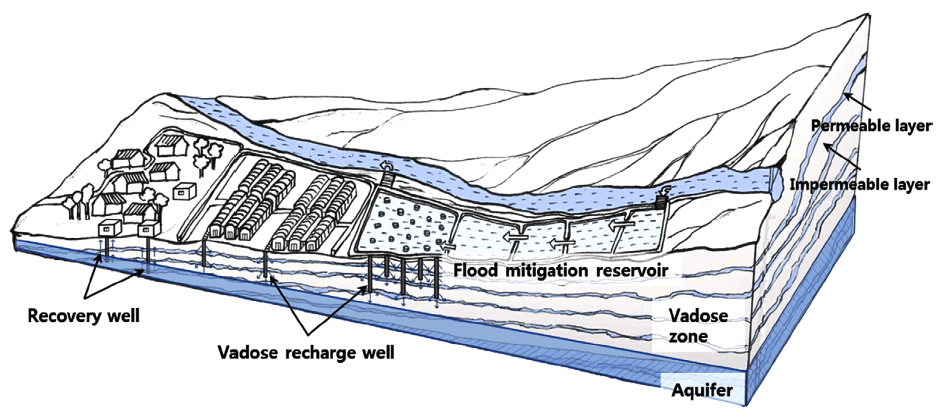 Permeable layer
Impermeable layer
Flood mitigation reservoir
Recovery well
Vadose
zone
Vadose recharge well
Aquifer